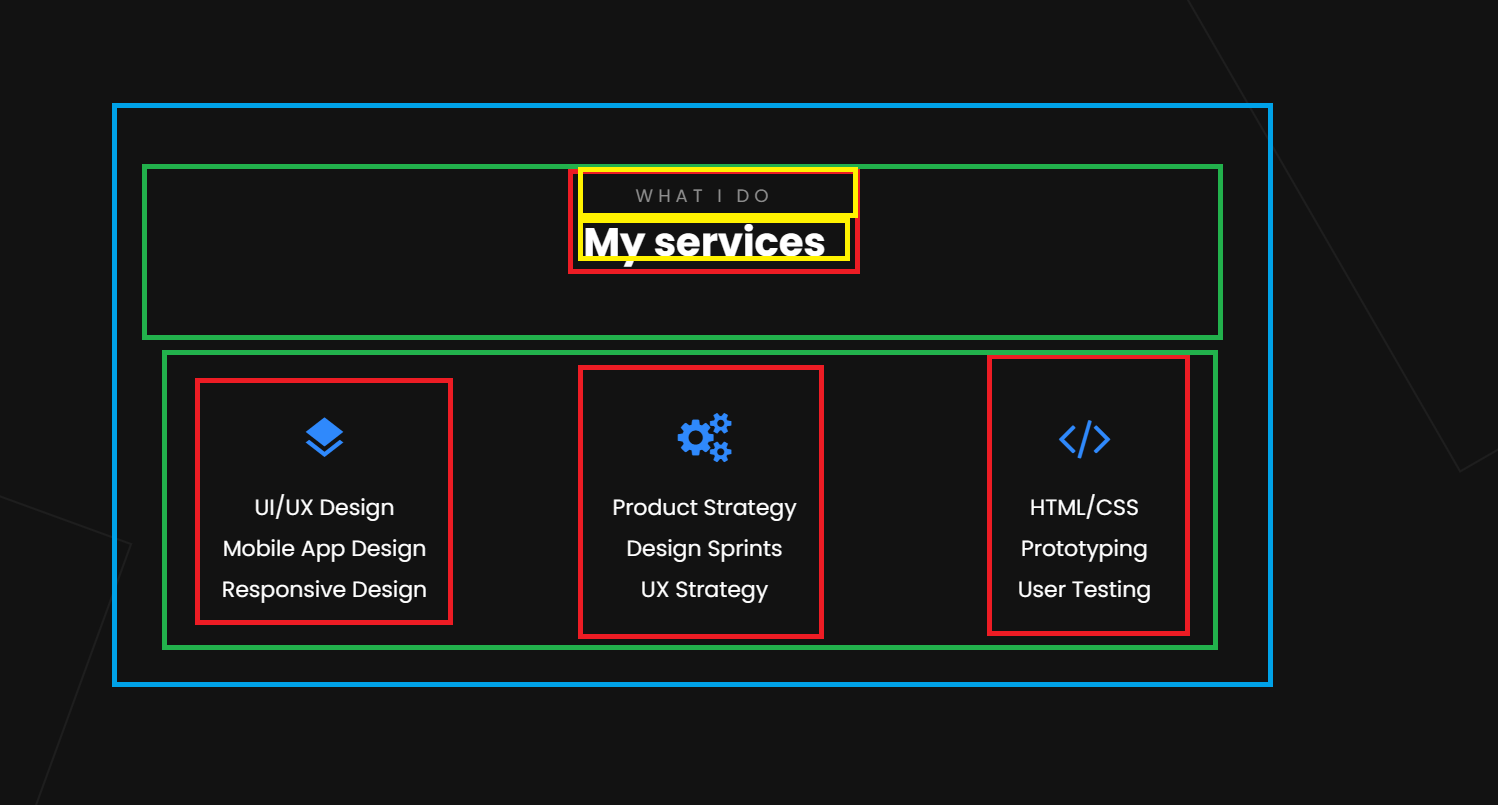 WHAT I DO
My services
UI/UX Design
Mobile App Design
Responsive Design
Product Strategy
Design Sprints
UX Strategy
HTML/CSS
Prototyping
User Testing